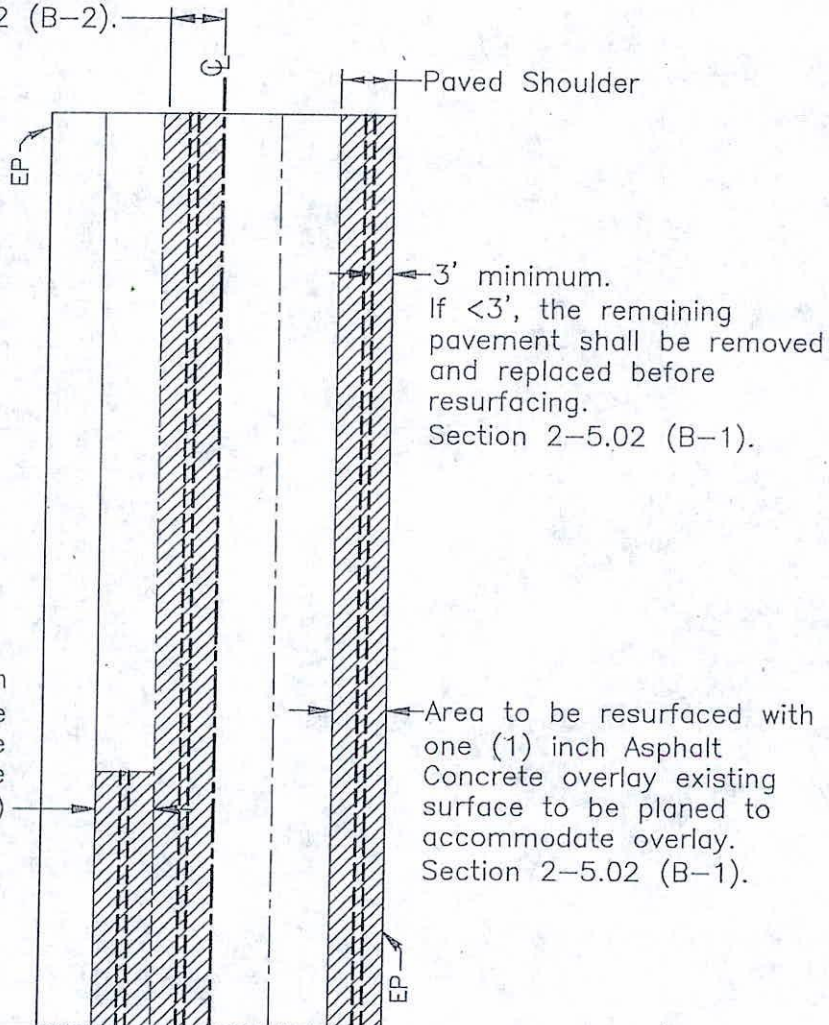 2 (B-2).
℄
Paved Shoulder
EP
3' minimum.
If <3', the remaining
pavement shall be removed
and replaced before
resurfacing.
Section 2-5.02 (B-1).
Area to be resurfaced with
one (1) inch Asphalt
Concrete overlay existing
surface to be planed to
accommodate overlay.
Section 2-5.02 (B-1).
)
EP